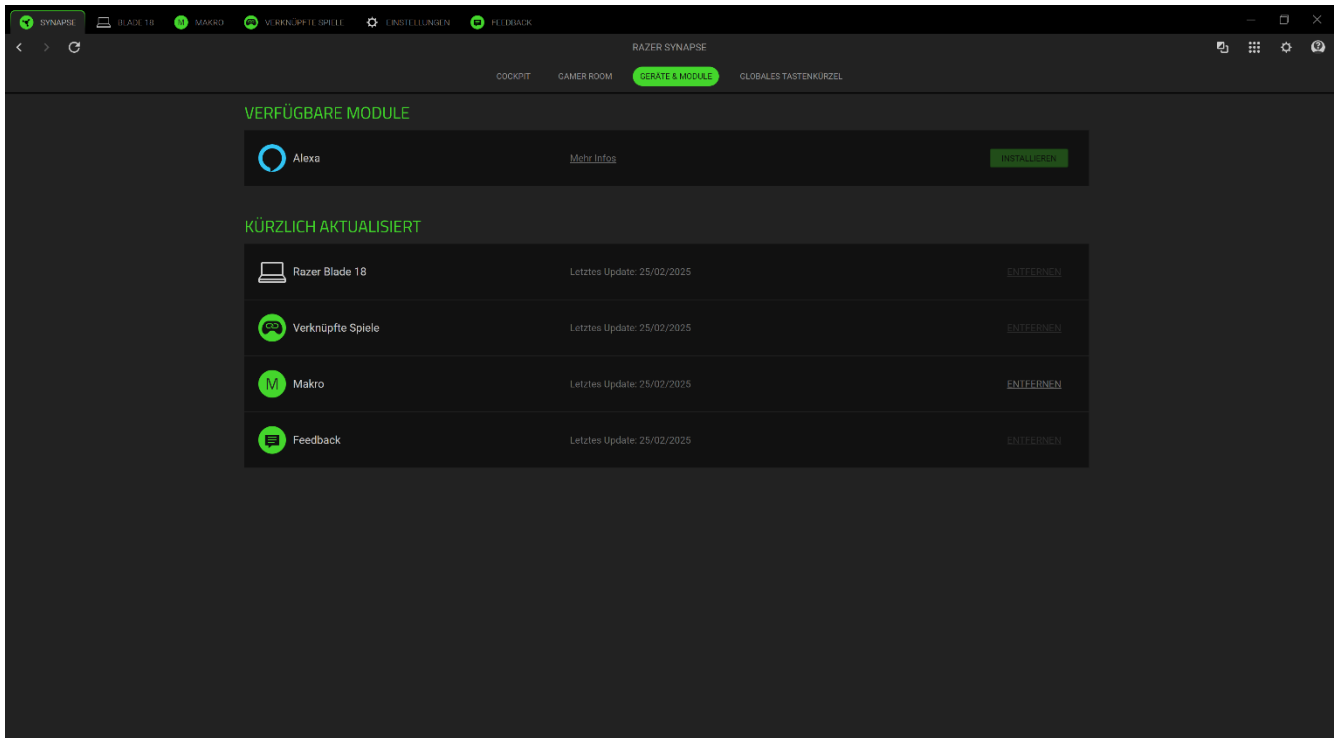 SYNAPSE BLADE 18 M MAKRO VERKNÜPFTE SPIELE EINSTELLUNGEN FEEDBACK
RAZER SYNAPSE
COCKPIT GAMER ROOM GERÄTE & MODULE GLOBALES TASTENKÜRZEL
VERFÜGBARE MODULE
Alexa Mehr Infos INSTALLIEREN
KÜRZLICH AKTUALISIERT
Razer Blade 18 Letztes Update: 25/02/2025 ENTFERNEN
Verknüpfte Spiele Letztes Update: 25/02/2025 ENTFERNEN
M Makro Letztes Update: 25/02/2025 ENTFERNEN
Feedback Letztes Update: 25/02/2025 ENTFERNEN